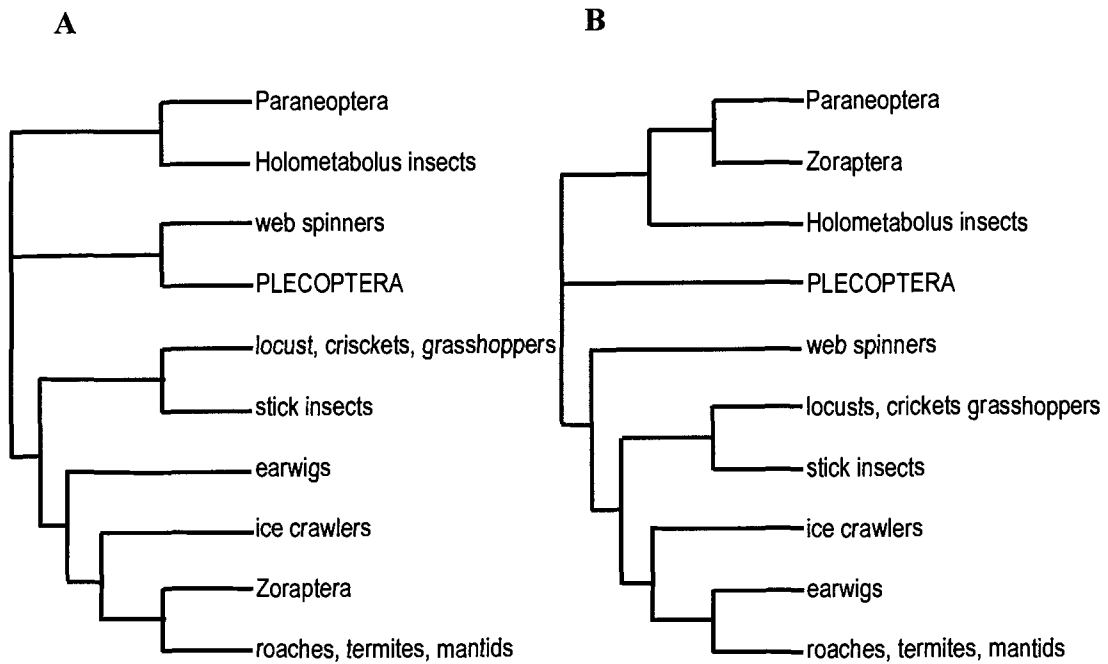 A
Paraneoptera
Holometabolus insects
web spinners
PLECOPTERA
locust, crisckets, grasshoppers
stick insects
earwigs
ice crawlers
Zoraptera
roaches, termites, mantids
B
Paraneoptera
Zoraptera
Holometabolus insects
PLECOPTERA
web spinners
locusts, crickets grasshoppers
stick insects
ice crawlers
earwigs
roaches, termites, mantids